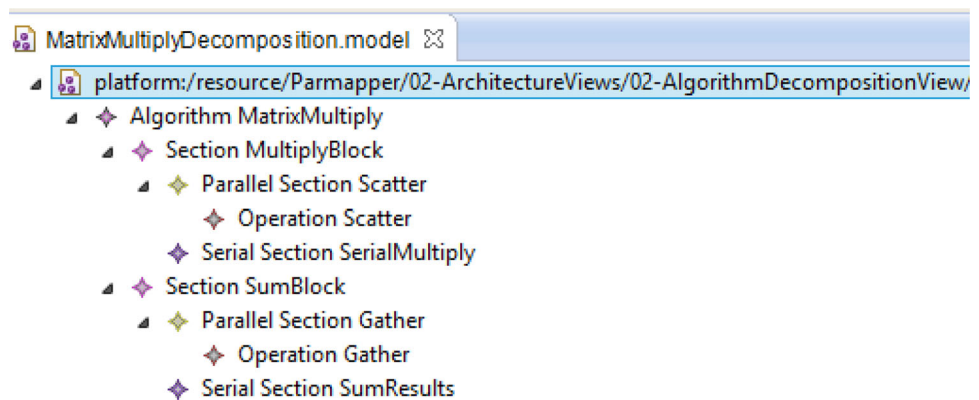 MatrixMultiplyDecomposition.model
platform:/resource/Parmapper/02-ArchitectureViews/02-AlgorithmDecompositionView/
Algorithm MatrixMultiply
Section MultiplyBlock
Parallel Section Scatter
Operation Scatter
Serial Section SerialMultiply
Section SumBlock
Parallel Section Gather
Operation Gather
Serial Section SumResults